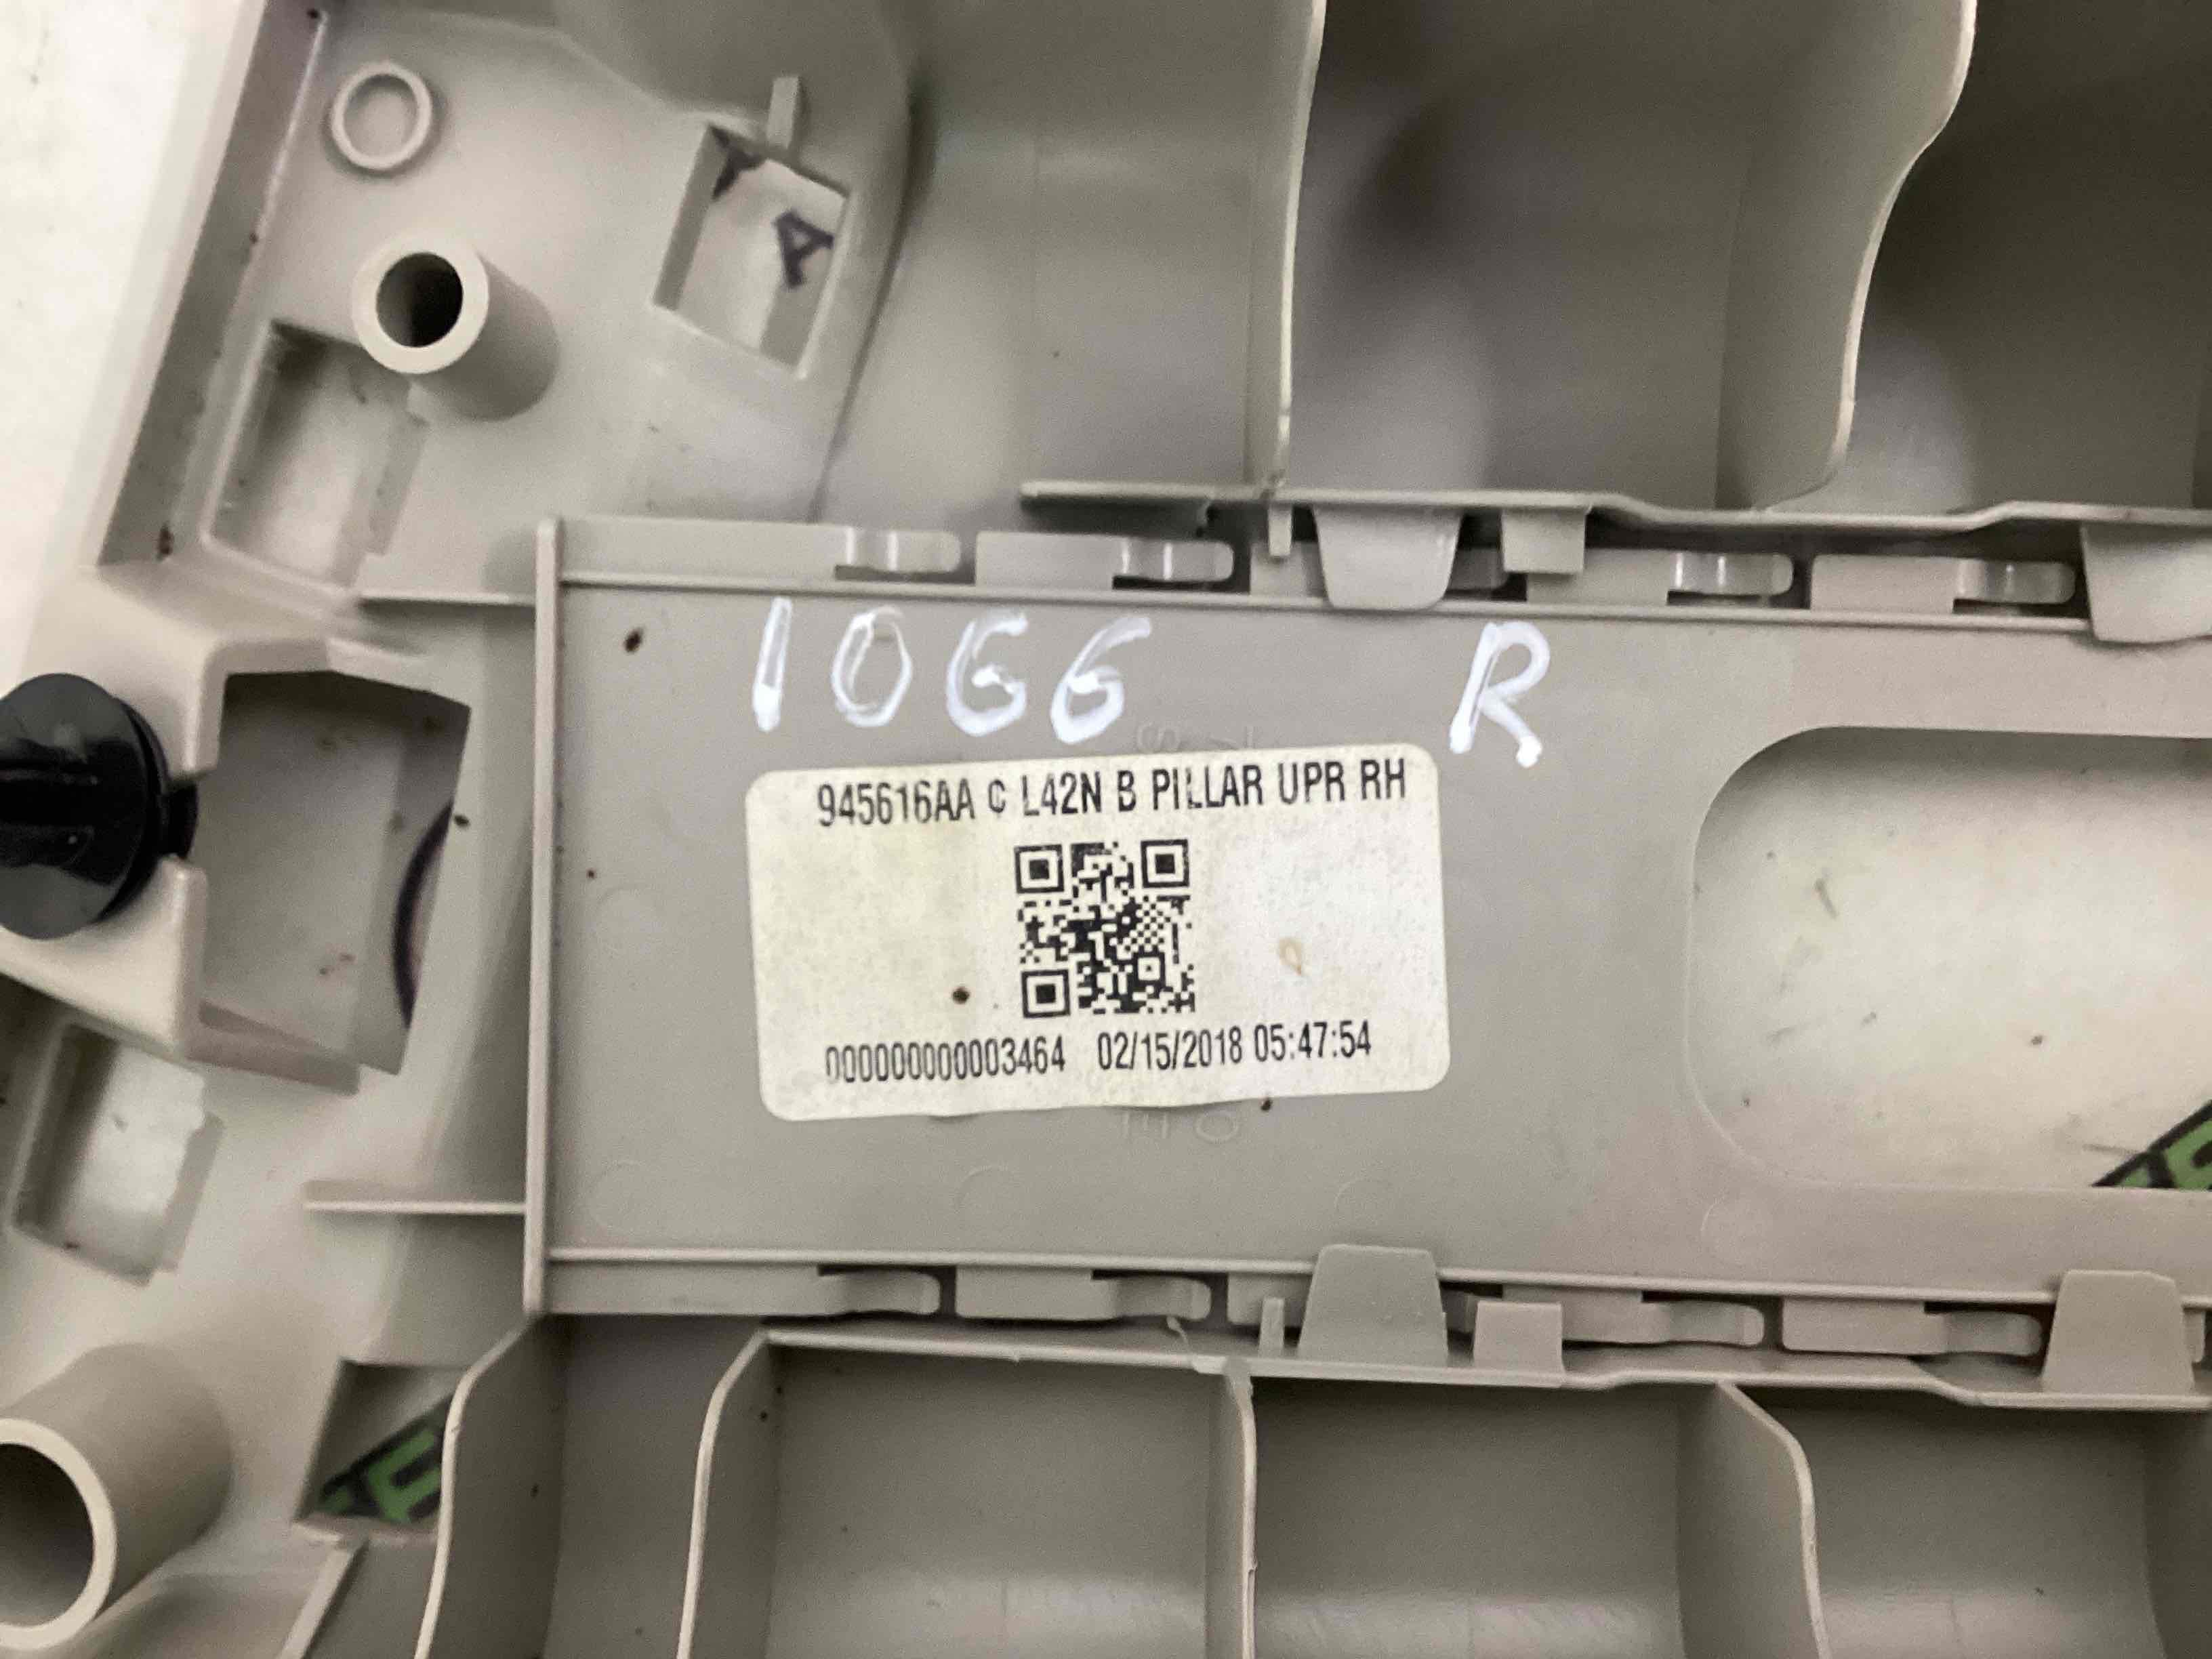 A
1066 R
945616AA C L42N B PILLAR UPR RH
000000000003464 02/15/2018 05:47:54